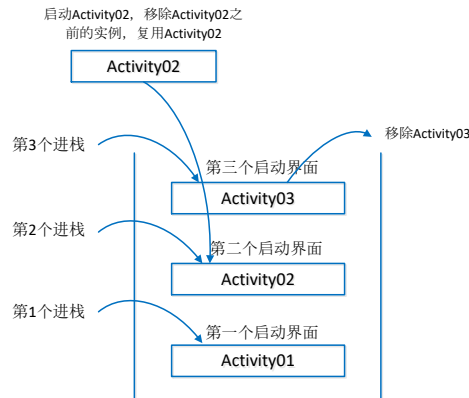 启动Activity02，移除Activity02之
前的实例，复用Activity02
Activity02
第3个进栈
移除Activity03
第三个启动界面
Activity03
第2个进栈
第二个启动界面
Activity02
第1个进栈
第一个启动界面
Activity01